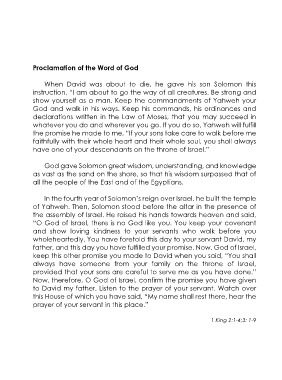 Proclamation of the Word of God
When David was about to die, he gave his son Solomon this
instruction, "I am about to go the way of all creatures. Be strong and
show yourself as a man. Keep the commandments of Yahweh your
God and walk in his ways. Keep his commands, his ordinances and
declarations written in the Law of Moses, that you may succeed in
whatever you do and wherever you go. If you do so, Yahweh will fulfill
the promise he made me, "If your sons take care to walk before me
faithfully with their whole heart and their whole soul, you shall always
have one of your descendants on the throne of Israel."
God gave Solomon great wisdom, understanding, and knowledge
as vast as the sand on the shore, so that his wisdom surpassed that of
all the people of the East and of the Egyptians.
In the fourth year of Solomon's reign over Israel, he built the temple
of Yahweh. Then, Solomon stood before the altar in the presence of
the assembly of Israel. He raised his hands towards heaven and said,
"O God of Israel, there is no God like you. You keep your covenant
and show loving kindness to your servants who walk before you
wholeheartedly. You have foretold this day to your servant David, my
father, and this day you have fulfilled your promise. Now, God of Israel,
keep this other promise you made to David when you said, "You shall
always have someone from your family on the throne of Israel,
provided that your sons are careful to serve me as you have done."
Now, therefore, O God of Israel, confirm the promise you have given
to David my father. Listen to the prayer of your servant. Watch over
this House of which you have said, "My name shall rest there, hear the
prayer of your servant in this place."
1 King 2:1-4;3: 1-9